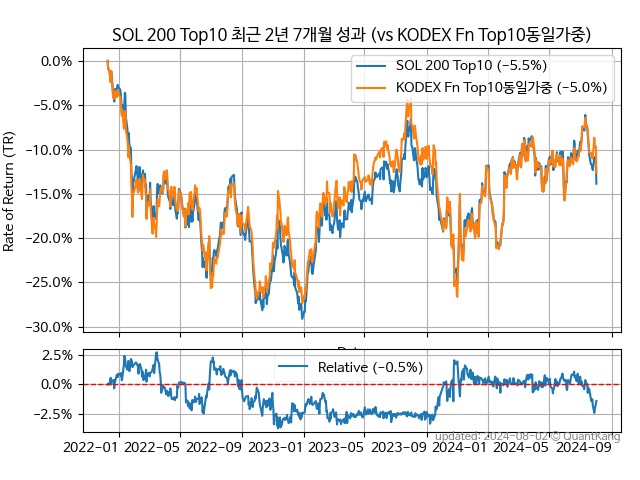 SOL 200 Top10 최근 2년 7개월 성과 (vs KODEX Fn Top10동일가중)
SOL 200 Top10 (−5.5%)
KODEX Fn Top10동일가중 (−5.0%)
Rate of Return (TR)
0.0%
−5.0%
−10.0%
−15.0%
−20.0%
−25.0%
−30.0%
2.5%
0.0%
−2.5%
Relative (−0.5%)
2022−01 2022−05 2022−09 2023−01 2023−05 2023−09 2024−01 2024−05 2024−09
updated: 2024−08−02 © QuantKang